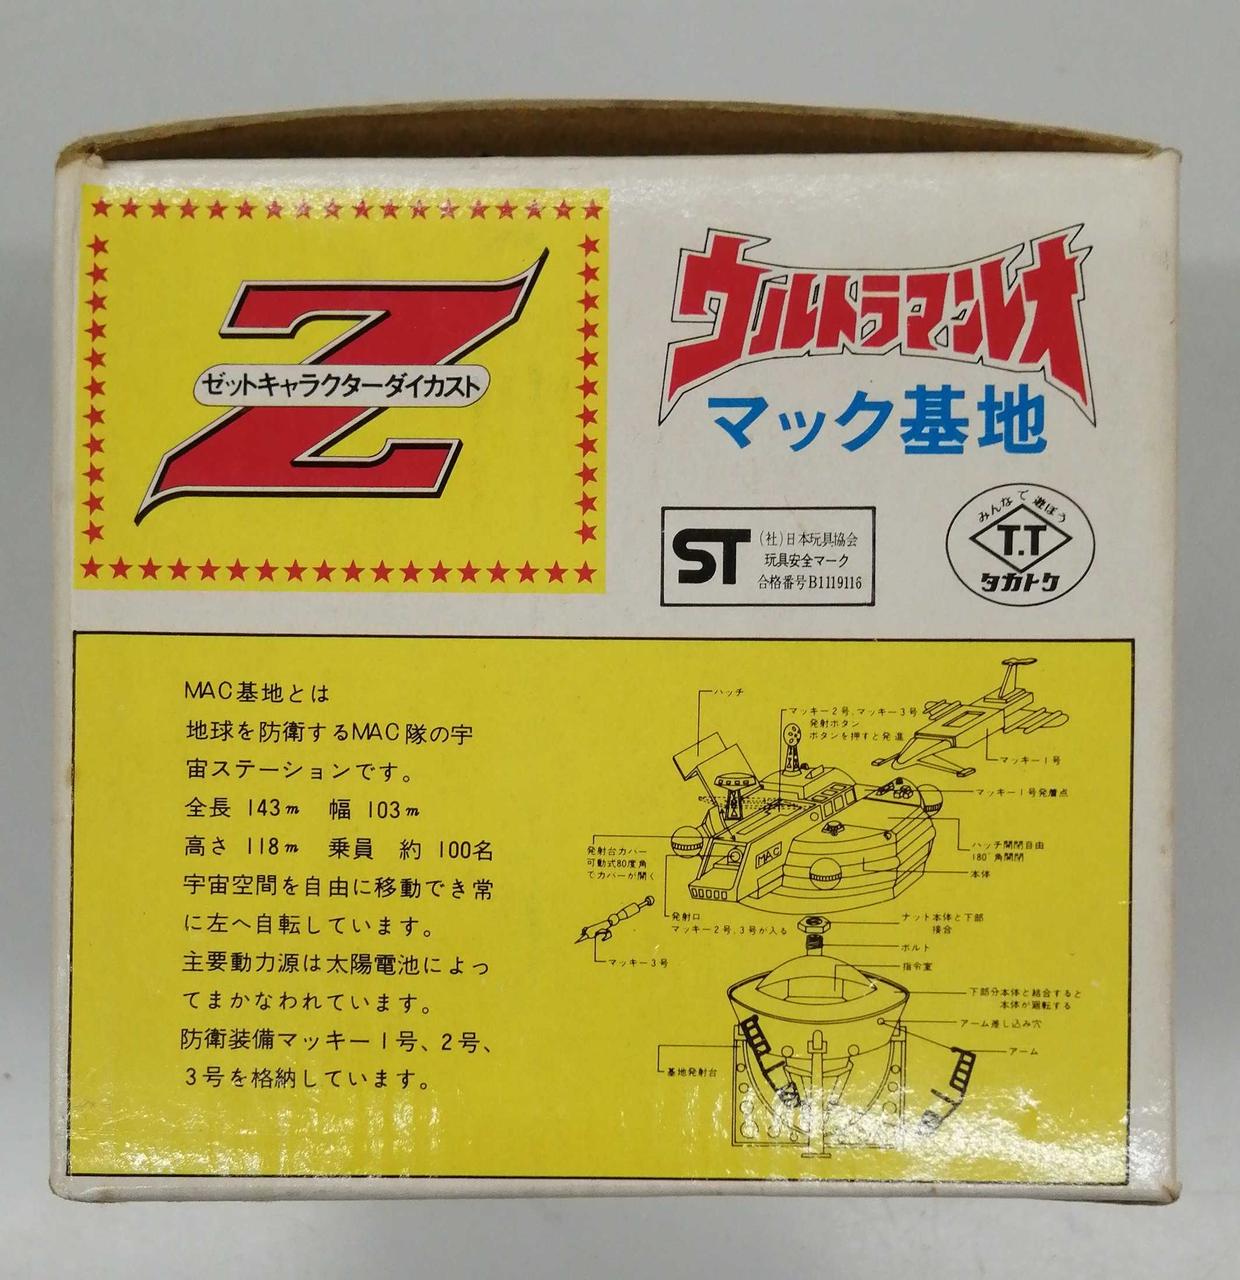 Z
ゼットキャラクターダイカスト
ウルトラマンレオ
マック基地
ST
(社)日本玩具協会
玩具安全マーク
合格番号B1119116
みんなで遊ぼう
T.T
タカトク
MAC基地とは
地球を防衛するMAC隊の宇
宙ステーションです。
全長 143m 幅 103m
高さ 118m 乗員 約 100名
宇宙空間を自由に移動でき常
に左へ自転しています。
主要動力源は太陽電池によっ
てまかなわれています。
防衛装備マッキー1号、2号、
3号を格納しています。
ハッチ
マッキー2号、マッキー3号
発射ボタン
ボタンを押すと発進
マッキー1号
マッキー1号発着点
発射台カバー
可動式80度角
でカバーが開く
MAC
ハッチ開閉自由
180°角開閉
本体
発射口
マッキー2号、3号が入る
マッキー3号
ナット本体と下部
接合
ボルト
指令室
下部分本体と結合すると
本体が廻転する
アーム差し込み穴
アーム
基地発射台